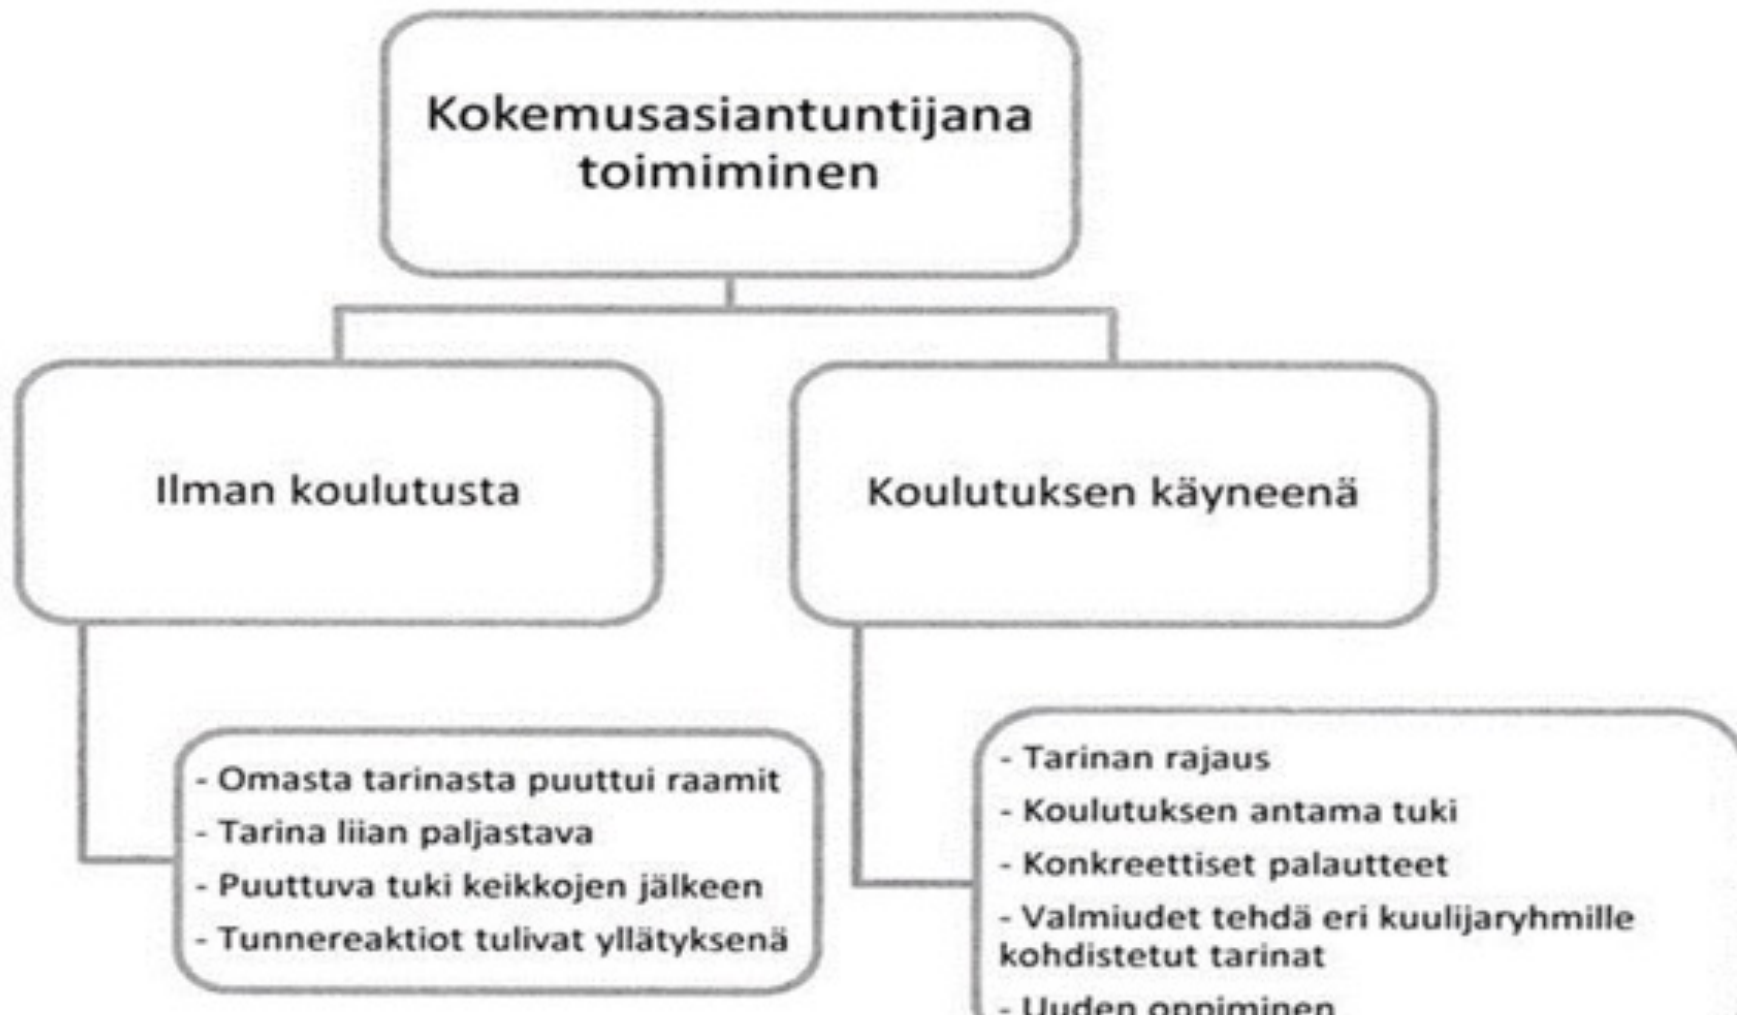 Kokemusasiantuntijana
toimiminen
Ilman koulutusta
Koulutuksen käyneenä
- Omasta tarinasta puuttui raamit
- Tarina liian paljastava
- Puuttuva tuki keikkojen jälkeen
- Tunnereaktiot tulivat yllätyksenä
- Tarinan rajaus
- Koulutuksen antama tuki
- Konkreettiset palautteet
- Valmiudet tehdä eri kuulijaryhmille
kohdistetut tarinat
- Uuden oppiminen